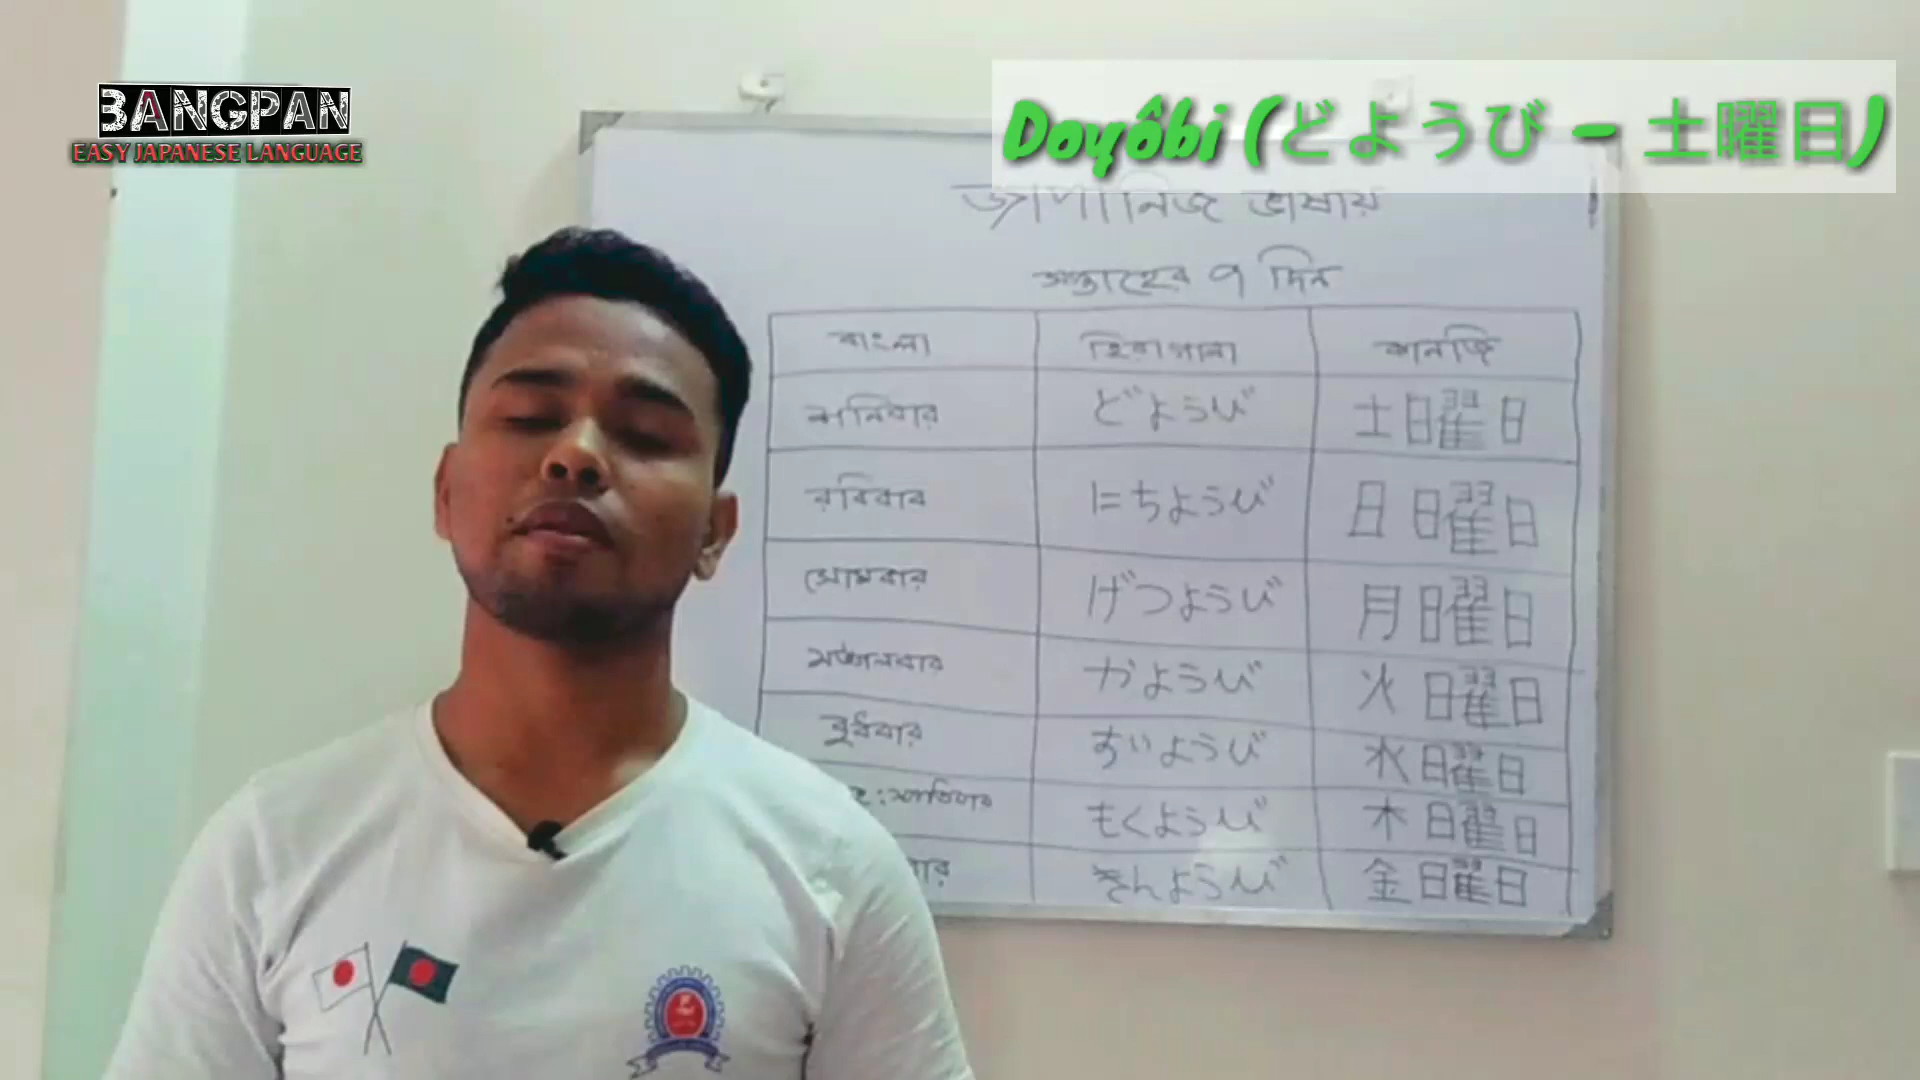 BANGPAN
EASY JAPANESE LANGUAGE
Doyôbi (どようび - 土曜日)
জাপানিজ ভাষায়
সপ্তাহের ৭ দিন
বাংলা হিরাগানা কানজি
শনিবার どようび 土曜日
রবিবার にちようび 日曜日
সোমবার げつようび 月曜日
মঙ্গলবার かようび 火曜日
বুধবার すいようび 水曜日
もくようび 木曜日
বার きんようび 金曜日